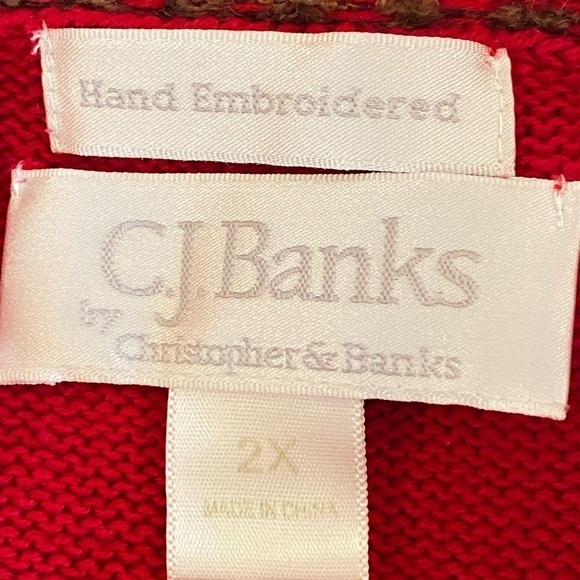 Hand Embroidered
C.J.Banks
by
Christopher & Banks
2X
MADE IN CHINA